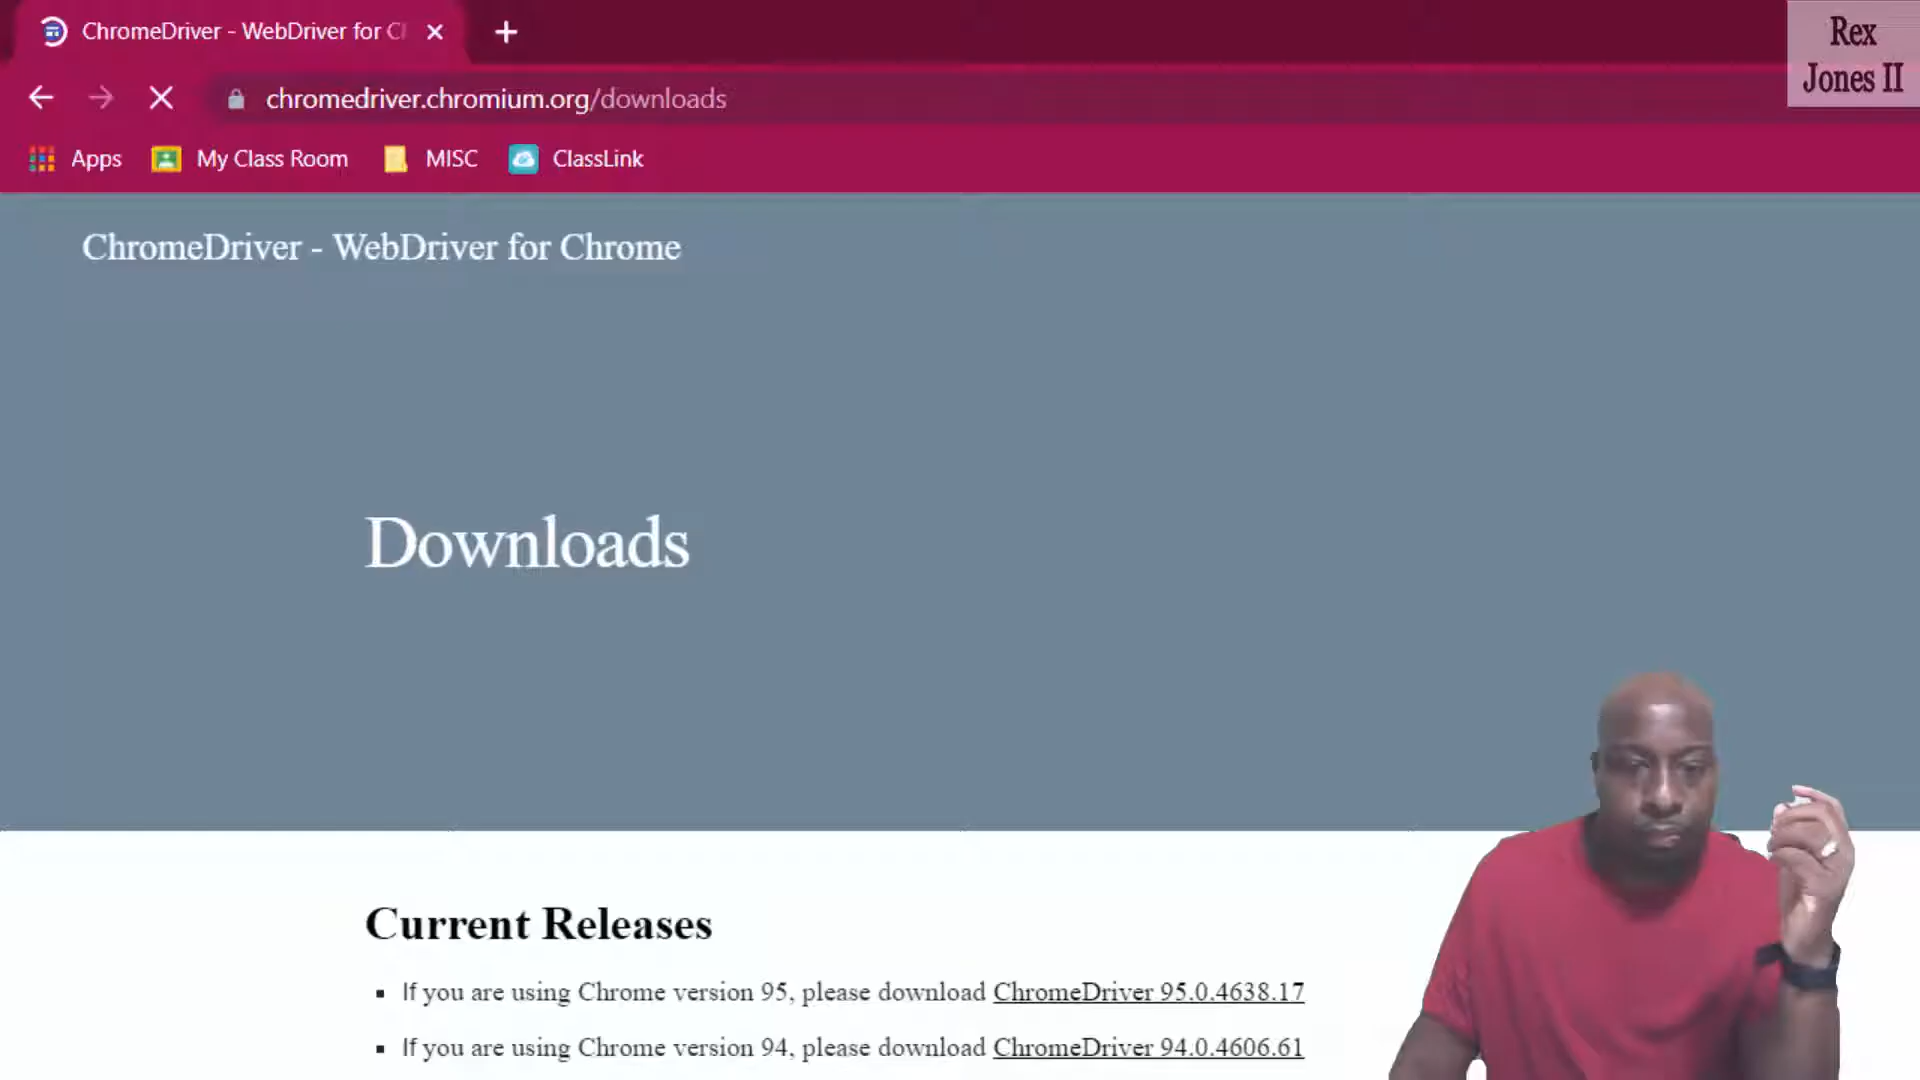 ChromeDriver - WebDriver for C
Rex
Jones II
chromedriver.chromium.org/downloads
Apps
My Class Room
MISC
ClassLink
ChromeDriver - WebDriver for Chrome
Downloads
Current Releases
If you are using Chrome version 95, please download ChromeDriver 95.0.4638.17
If you are using Chrome version 94, please download ChromeDriver 94.0.4606.61